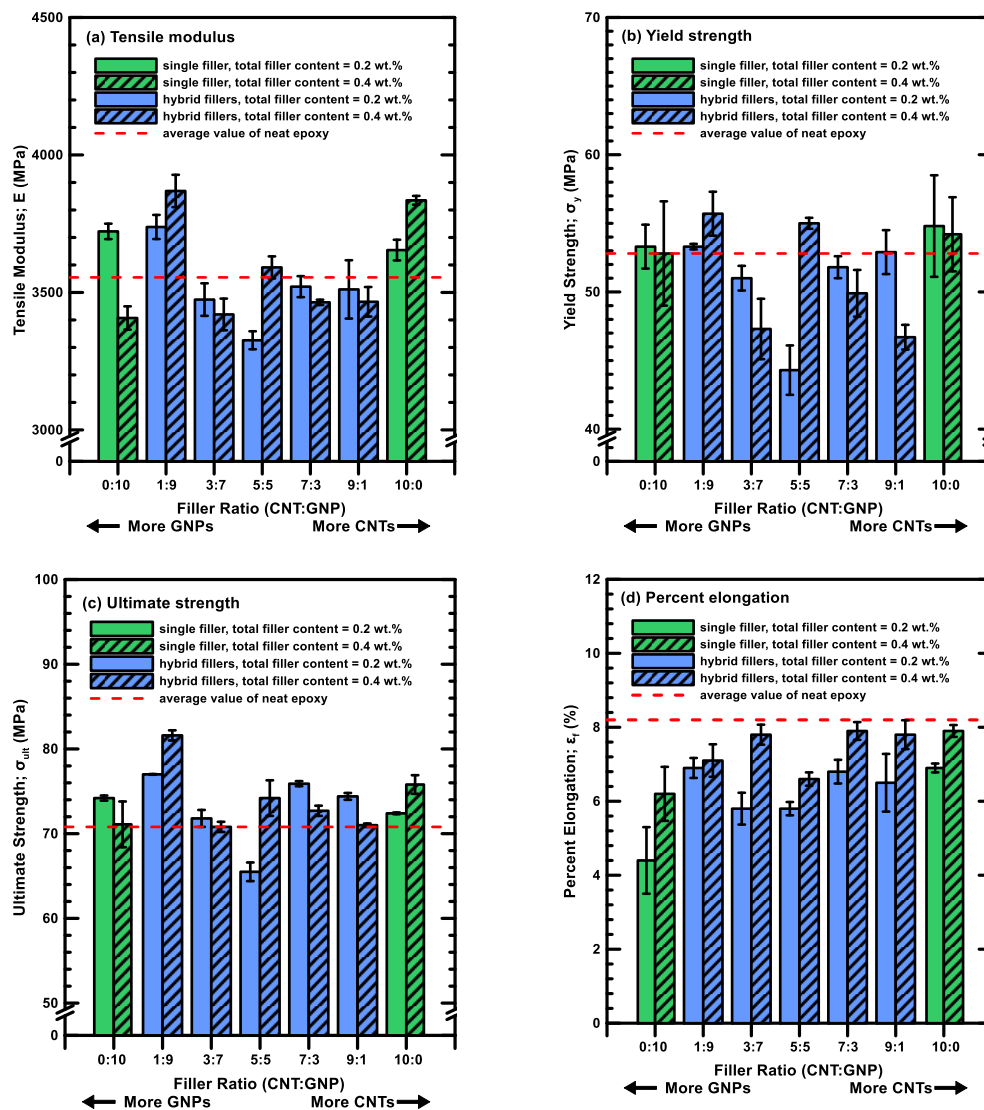 (a) Tensile modulus
single filler, total filler content = 0.2 wt.%
single filler, total filler content = 0.4 wt.%
hybrid fillers, total filler content = 0.2 wt.%
hybrid fillers, total filler content = 0.4 wt.%
average value of neat epoxy
Tensile Modulus; E (MPa)
4500
4000
3500
3000
0
0:10 1:9 3:7 5:5 7:3 9:1 10:0
Filler Ratio (CNT:GNP)
More GNPs More CNTs
(b) Yield strength
single filler, total filler content = 0.2 wt.%
single filler, total filler content = 0.4 wt.%
hybrid fillers, total filler content = 0.2 wt.%
hybrid fillers, total filler content = 0.4 wt.%
average value of neat epoxy
Yield Strength; σy (MPa)
70
60
50
40
0
0:10 1:9 3:7 5:5 7:3 9:1 10:0
Filler Ratio (CNT:GNP)
More GNPs More CNTs
(c) Ultimate strength
single filler, total filler content = 0.2 wt.%
single filler, total filler content = 0.4 wt.%
hybrid fillers, total filler content = 0.2 wt.%
hybrid fillers, total filler content = 0.4 wt.%
average value of neat epoxy
Ultimate Strength; σult (MPa)
100
90
80
70
60
50
0
0:10 1:9 3:7 5:5 7:3 9:1 10:0
Filler Ratio (CNT:GNP)
More GNPs More CNTs
(d) Percent elongation
single filler, total filler content = 0.2 wt.%
single filler, total filler content = 0.4 wt.%
hybrid fillers, total filler content = 0.2 wt.%
hybrid fillers, total filler content = 0.4 wt.%
average value of neat epoxy
Percent Elongation; εf (%)
12
10
8
6
4
2
0
0:10 1:9 3:7 5:5 7:3 9:1 10:0
Filler Ratio (CNT:GNP)
More GNPs More CNTs